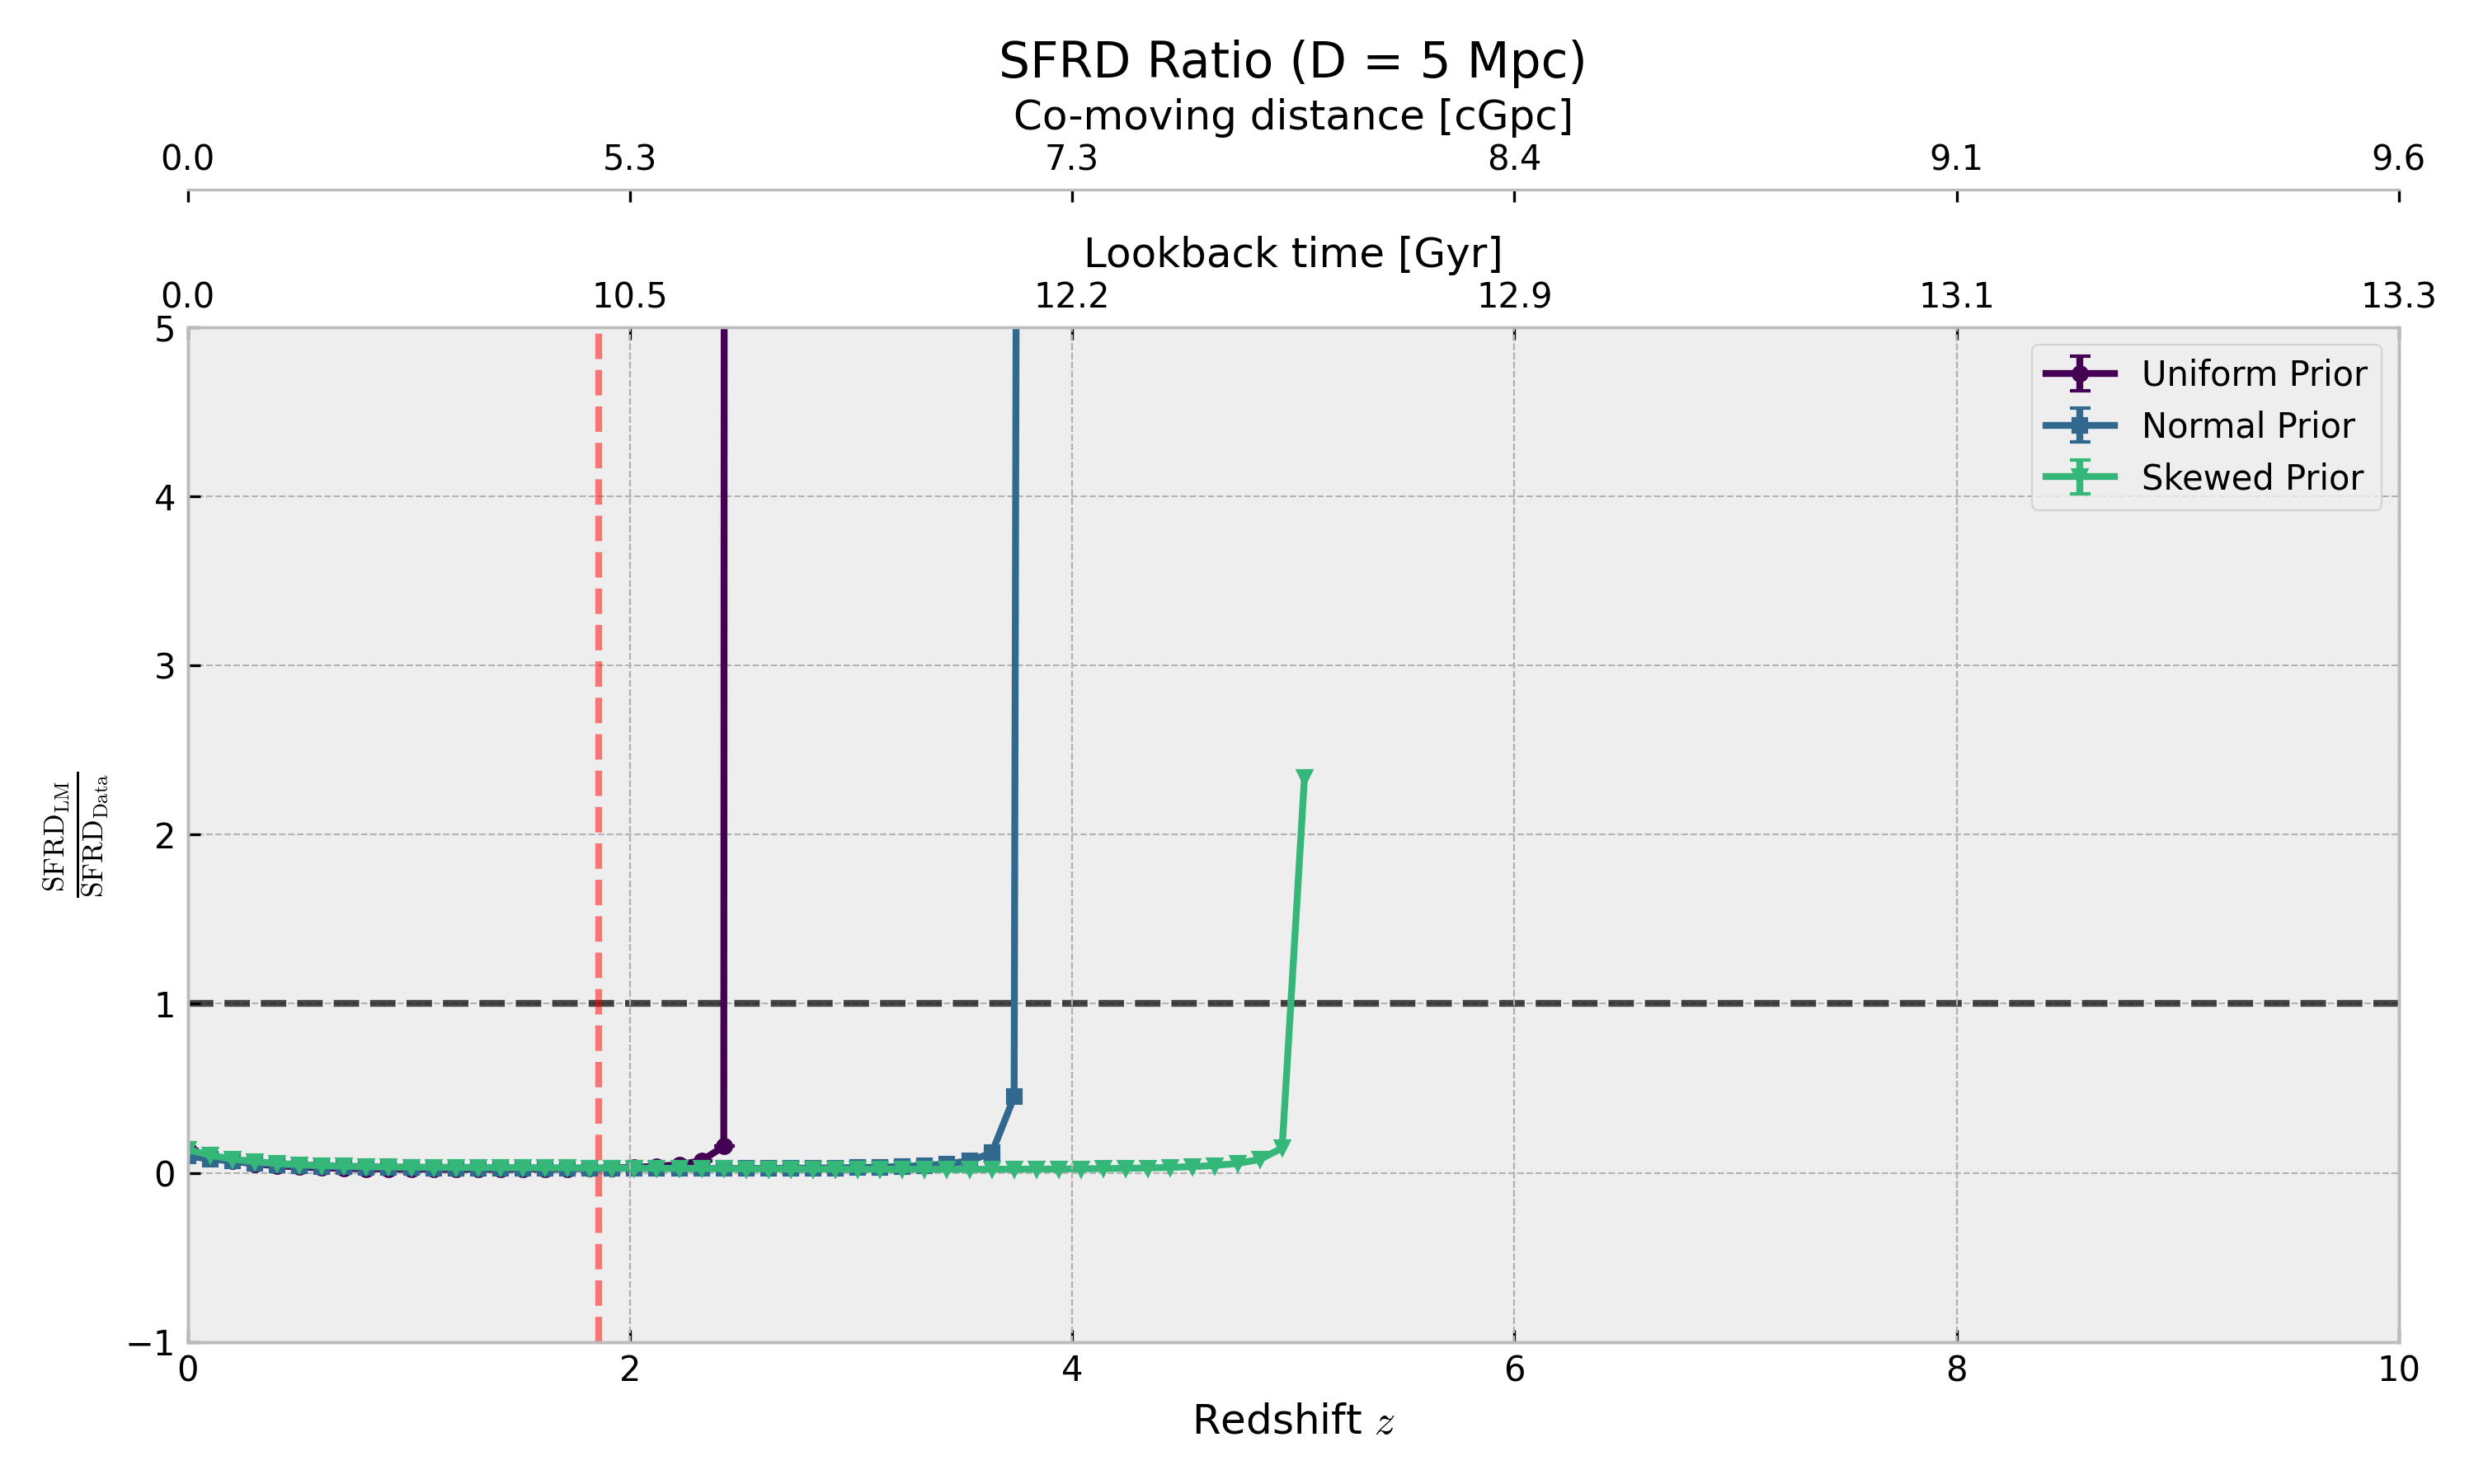 SFRD Ratio (D = 5 Mpc)
Co-moving distance [cGpc]
0.0 5.3 7.3 8.4 9.1 9.6
Lookback time [Gyr]
0.0 10.5 12.2 12.9 13.1 13.3
5
4
3
2
1
0
−1
SFRD_LM
SFRD_Data
Uniform Prior
Normal Prior
Skewed Prior
0 2 4 6 8 10
Redshift z